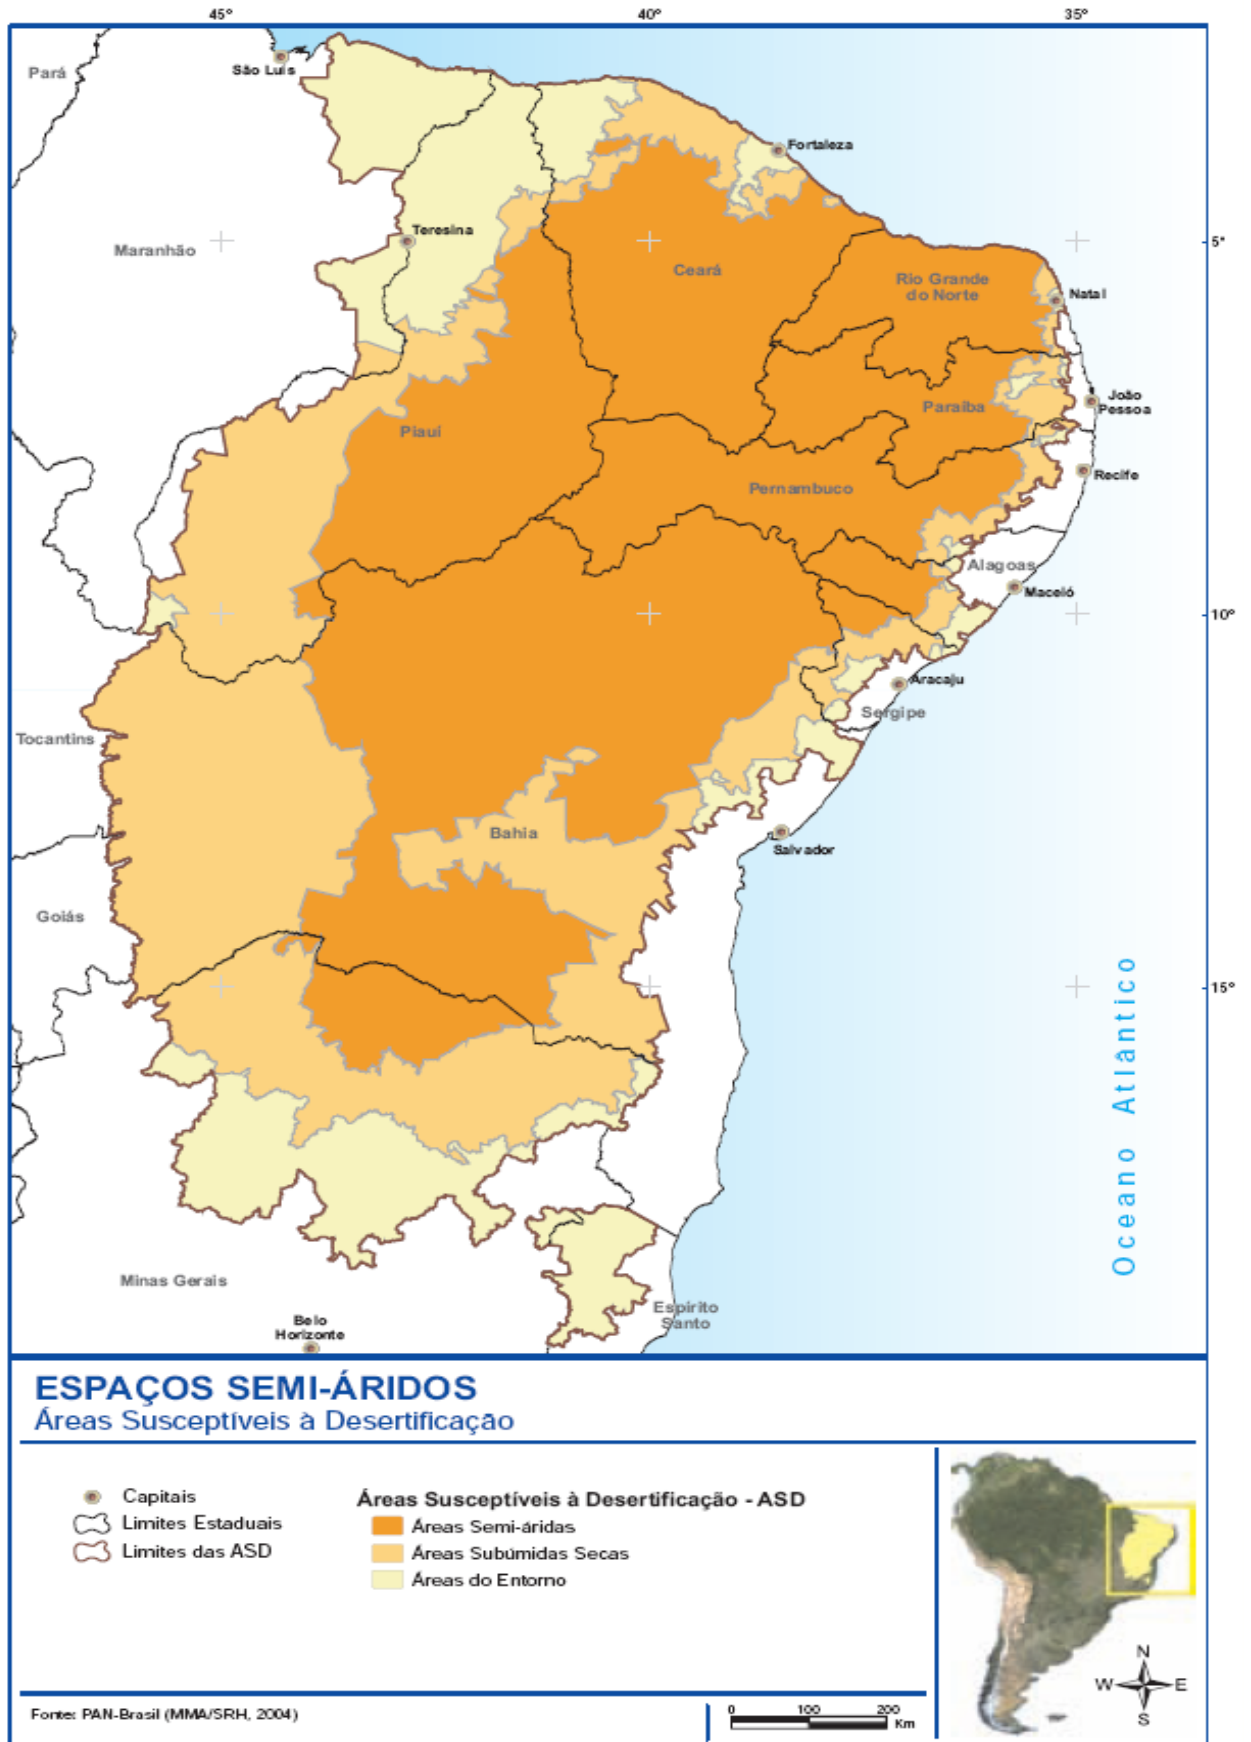 45°
40°
35°
Pará
São Luís
Fortaleza
Teresina
Maranhão
5°
Ceará
Rio Grande
do Norte
Natal
João
Pessoa
Paraíba
Piauí
Recife
Pernambuco
Alagoas
Maceió
10°
Aracaju
Sergipe
Tocantins
Bahia
Salvador
Goiás
15°
Oceano Atlântico
Minas Gerais
Espírito
Santo
Belo
Horizonte
ESPAÇOS SEMI-ÁRIDOS
Áreas Susceptíveis à Desertificação
Capitais
Limites Estaduais
Limites das ASD
Áreas Susceptíveis à Desertificação - ASD
Áreas Semi-áridas
Áreas Subúmidas Secas
Áreas do Entorno
N
W
E
S
Fonte: PAN-Brasil (MMA/SRH, 2004)
0 100 200
Km